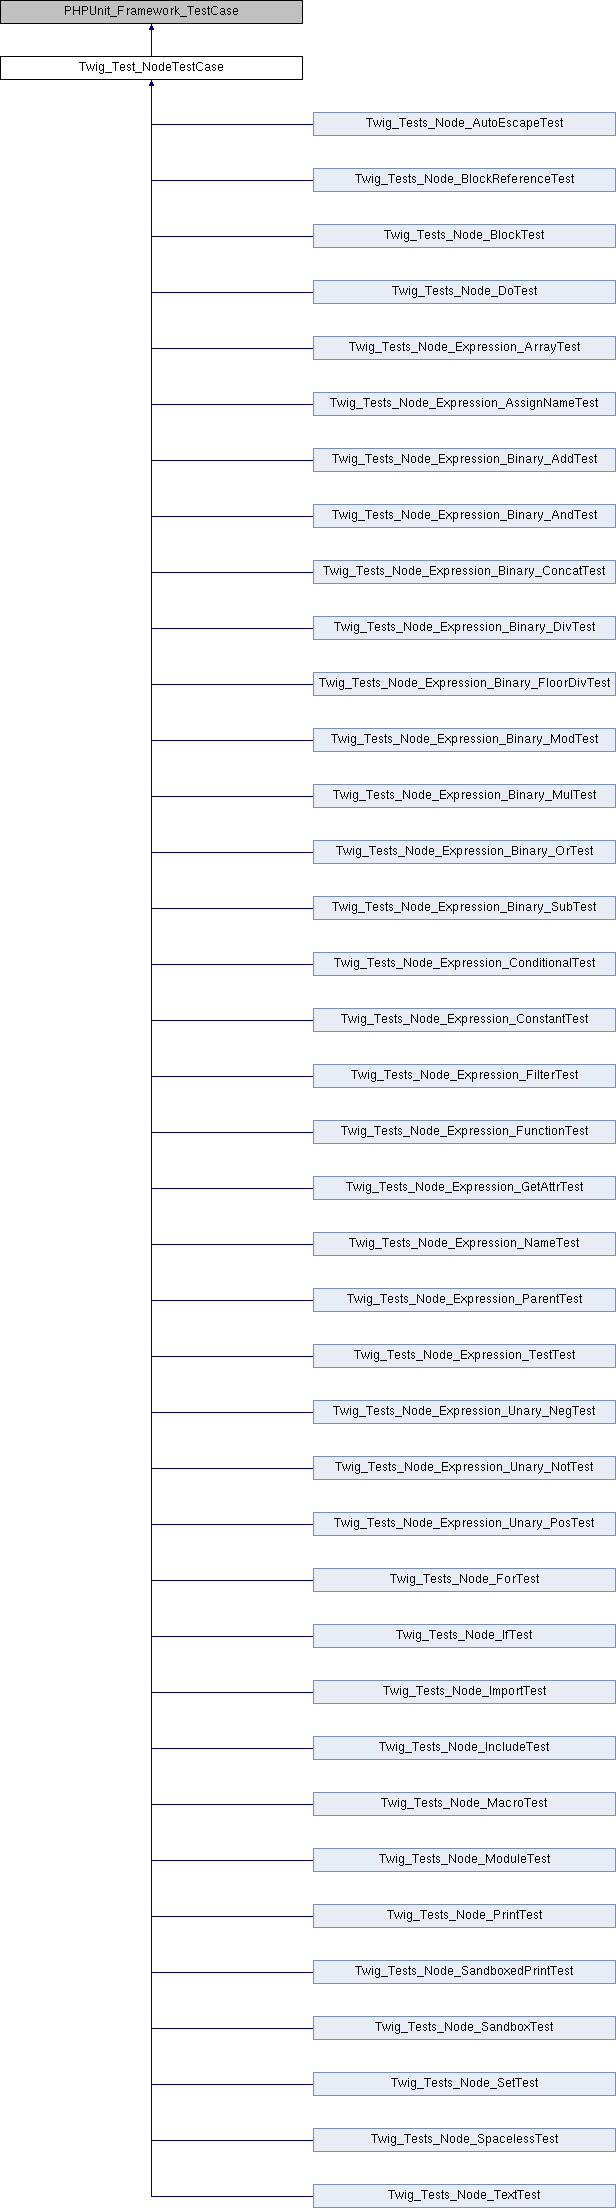 PHPUnit_Framework_TestCase
Twig_Test_NodeTestCase
Twig_Tests_Node_AutoEscapeTest
Twig_Tests_Node_BlockReferenceTest
Twig_Tests_Node_BlockTest
Twig_Tests_Node_DoTest
Twig_Tests_Node_Expression_ArrayTest
Twig_Tests_Node_Expression_AssignNameTest
Twig_Tests_Node_Expression_Binary_AddTest
Twig_Tests_Node_Expression_Binary_AndTest
Twig_Tests_Node_Expression_Binary_ConcatTest
Twig_Tests_Node_Expression_Binary_DivTest
Twig_Tests_Node_Expression_Binary_FloorDivTest
Twig_Tests_Node_Expression_Binary_ModTest
Twig_Tests_Node_Expression_Binary_MulTest
Twig_Tests_Node_Expression_Binary_OrTest
Twig_Tests_Node_Expression_Binary_SubTest
Twig_Tests_Node_Expression_ConditionalTest
Twig_Tests_Node_Expression_ConstantTest
Twig_Tests_Node_Expression_FilterTest
Twig_Tests_Node_Expression_FunctionTest
Twig_Tests_Node_Expression_GetAttrTest
Twig_Tests_Node_Expression_NameTest
Twig_Tests_Node_Expression_ParentTest
Twig_Tests_Node_Expression_TestTest
Twig_Tests_Node_Expression_Unary_NegTest
Twig_Tests_Node_Expression_Unary_NotTest
Twig_Tests_Node_Expression_Unary_PosTest
Twig_Tests_Node_ForTest
Twig_Tests_Node_IfTest
Twig_Tests_Node_ImportTest
Twig_Tests_Node_IncludeTest
Twig_Tests_Node_MacroTest
Twig_Tests_Node_ModuleTest
Twig_Tests_Node_PrintTest
Twig_Tests_Node_SandboxedPrintTest
Twig_Tests_Node_SandboxTest
Twig_Tests_Node_SetTest
Twig_Tests_Node_SpacelessTest
Twig_Tests_Node_TextTest